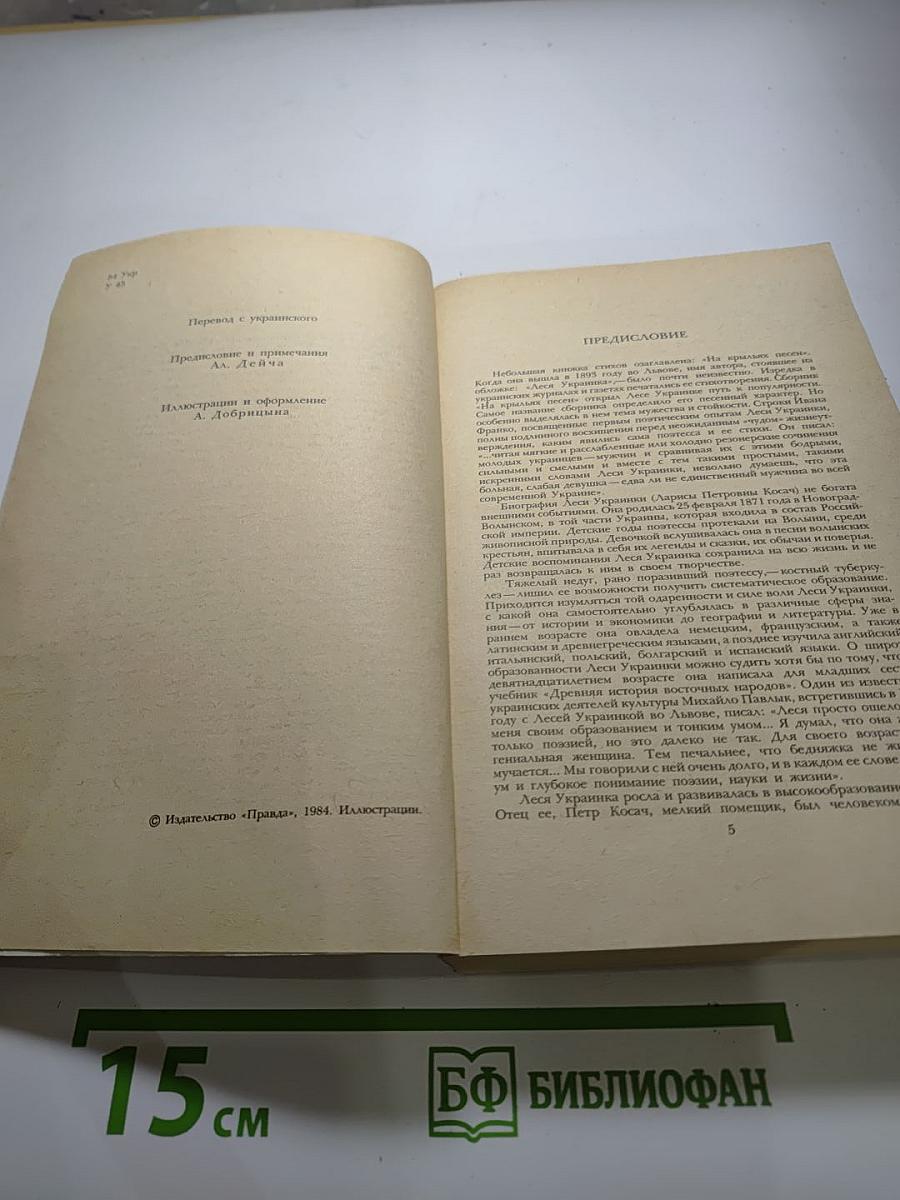 М Укр
У 45
Перевод с украинского
Предисловие и примечания
Ал. Дейча
Иллюстрации и оформление
А. Добрицына
© Издательство «Правда», 1984. Иллюстрации.
ПРЕДИСЛОВИЕ
Небольшая книжка стихов озаглавлена: «На крыльях песен».
Когда она вышла в 1893 году во Львове, имя автора, стоявшее на
обложке: «Леся Украинка»,—было почти неизвестно. Изредка в
украинских журналах и газетах печатались ее стихотворения. Сборник
«На крыльях песен» открыл Лесе Украинке путь к популярности.
Самое название сборника определило его песенный характер. Но
особенно выделялась в нем тема мужества и стойкости. Строки Ивана
Франко, посвященные первым поэтическим опытам Леси Украинки,
полны подлинного восхищения перед неожиданным «чудом» жизнеут-
верждения, каким явились сама поэтесса и ее стихи. Он писал:
«...читая мягкие и расслабленные или холодно резонерские сочинения
молодых украинцев—мужчин и сравнивая их с этими бодрыми,
сильными и смелыми и вместе с тем такими простыми, такими
искренними словами Леси Украинки, невольно думаешь, что эта
больная, слабая девушка—едва ли не единственный мужчина во всей
современной Украине».
Биография Леси Украинки (Ларисы Петровны Косач) не богата
внешними событиями. Она родилась 25 февраля 1871 года в Новоград-
Волынском, в той части Украины, которая входила в состав Россий-
ской империи. Детские годы поэтессы протекали на Волыни, среди
живописной природы. Девочкой вслушивалась она в песни волынских
крестьян, впитывала в себя их легенды и сказки, их обычаи и поверья.
Детские воспоминания Леся Украинка сохранила на всю жизнь и не
раз возвращалась к ним в своем творчестве.
Тяжелый недуг, рано поразивший поэтессу,—костный туберку-
лез—лишил ее возможности получить систематическое образование.
Приходится изумляться той одаренности и силе воли Леси Украинки,
с какой она самостоятельно углублялась в различные сферы зна-
ния—от истории и экономики до географии и литературы. Уже в
раннем возрасте она овладела немецким, французским, а также
латинским и древнегреческим языками, а позднее изучила английский
итальянский, польский, болгарский и испанский языки. О широт
образованности Леси Украинки можно судить хотя бы по тому, что
девятнадцатилетнем возрасте она написала для младших сест
учебник «Древняя история восточных народов». Один из извест
украинских деятелей культуры Михайло Павлык, встретившись в
году с Лесей Украинкой во Львове, писал: «Леся просто ошело
меня своим образованием и тонким умом... Я думал, что она
только поэзией, но это далеко не так. Для своего возраст
гениальная женщина. Тем печальнее, что бедняжка не жи
мучается... Мы говорили с ней очень долго, и в каждом ее слове
ум и глубокое понимание поэзии, науки и жизни».
Леся Украинка росла и развивалась в высокообразованно
Отец ее, Петр Косач, мелкий помещик, был человеком
5
15 см
БФ БИБЛИОФАН